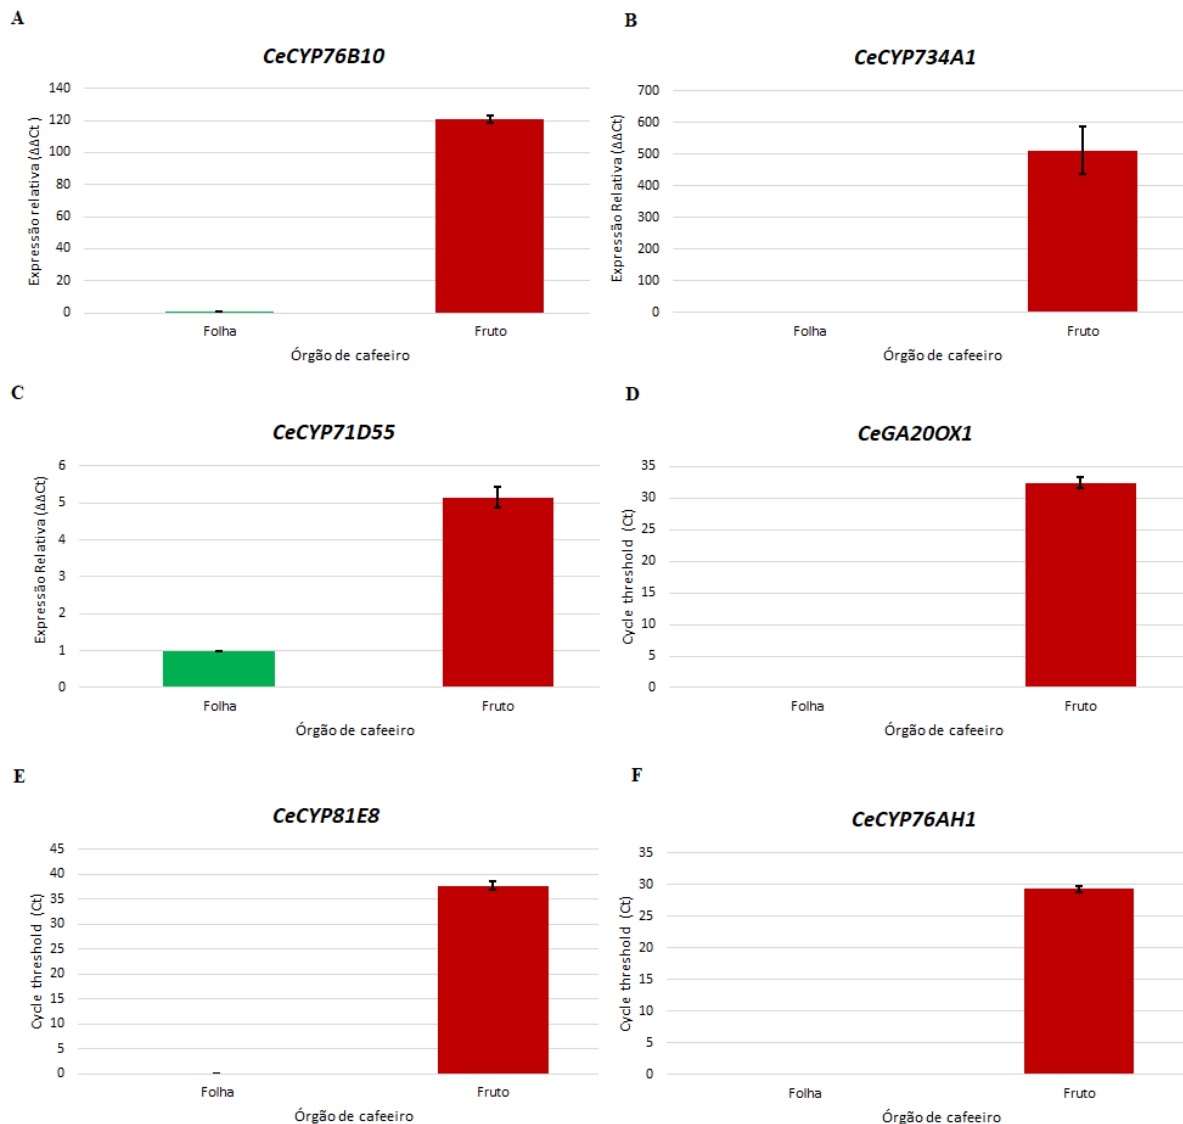 A
CeCYP76B10
Expressão relativa (ΔΔCt )
140
120
100
80
60
40
20
0
Folha
Fruto
Órgão de cafeeiro
B
CeCYP734A1
Expressão Relativa (ΔΔCt)
700
600
500
400
300
200
100
0
Folha
Fruto
Órgão de cafeeiro
C
CeCYP71D55
Expressão Relativa (ΔΔCt)
6
5
4
3
2
1
0
Folha
Fruto
Órgão de cafeeiro
D
CeGA20OX1
Cycle threshold (Ct)
35
30
25
20
15
10
5
0
Folha
Fruto
Órgão de cafeeiro
E
CeCYP81E8
Cycle threshold (Ct)
45
40
35
30
25
20
15
10
5
0
Folha
Fruto
Órgão de cafeeiro
F
CeCYP76AH1
Cycle threshold (Ct)
35
30
25
20
15
10
5
0
Folha
Fruto
Órgão de cafeeiro